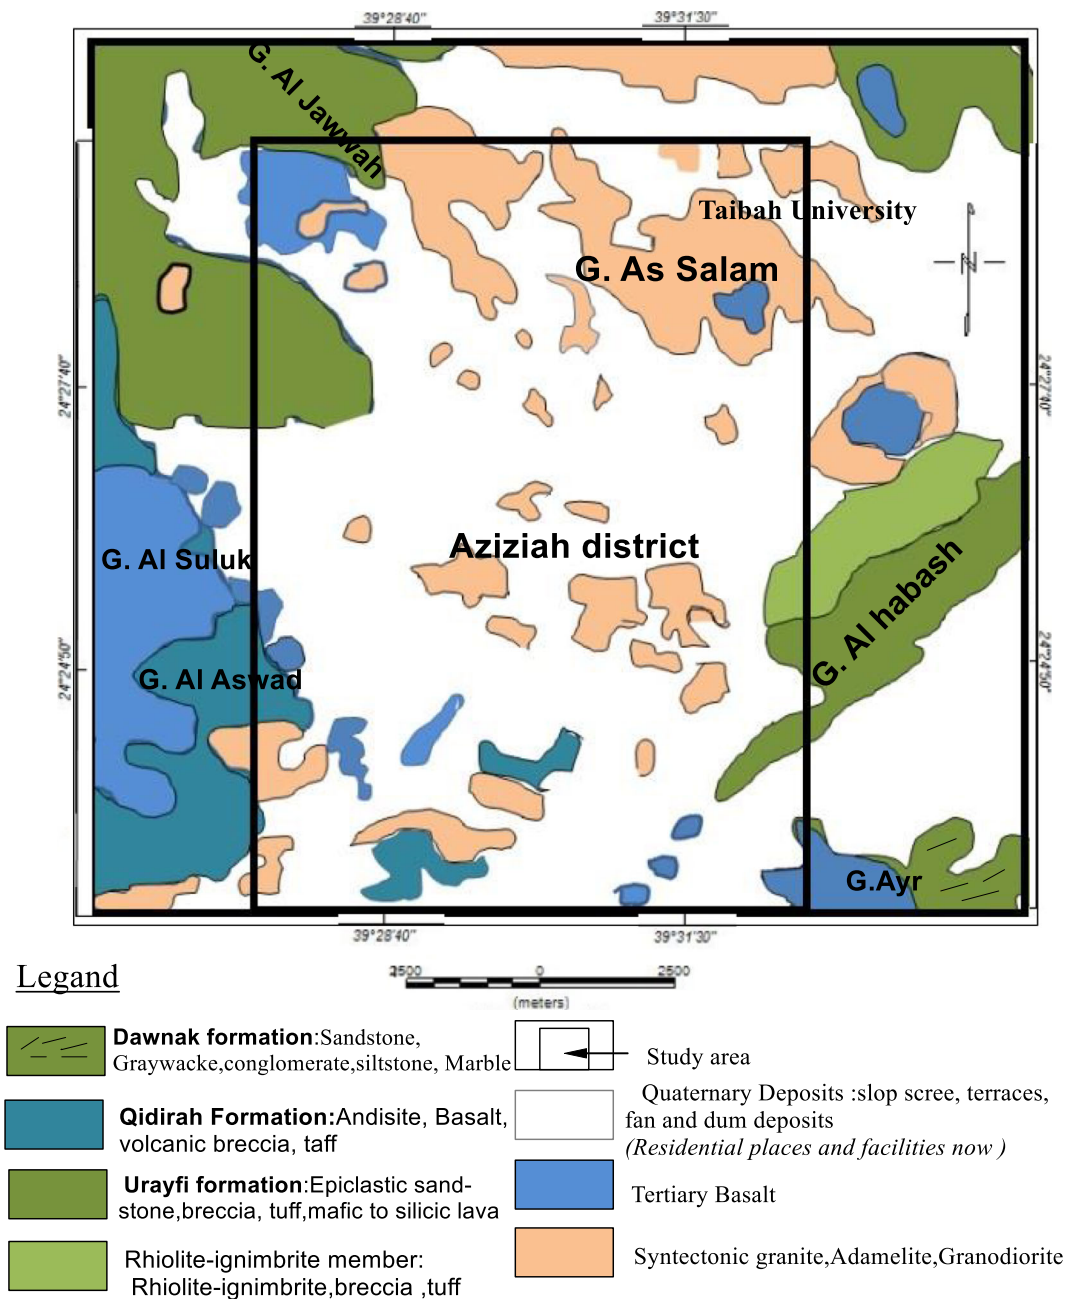 39°28'40"
39°31'30"
G. Al Jawwah
Taibah University
G. As Salam
N
24°27'40"
24°27'40"
Aziziah district
G. Al Suluk
G. Al habash
24°24'50"
24°24'50"
G. Al Aswad
G.Ayr
39°28'40"
39°31'30"
2500 0 2500
(meters)
Legand
Dawnak formation:Sandstone,
Graywacke,conglomerate,siltstone, Marble
Qidirah Formation:Andisite, Basalt,
volcanic breccia, taff
Urayfi formation:Epiclastic sand-
stone,breccia, tuff,mafic to silicic lava
Rhiolite-ignimbrite member:
Rhiolite-ignimbrite,breccia ,tuff
Study area
Quaternary Deposits :slop scree, terraces,
fan and dum deposits
(Residential places and facilities now )
Tertiary Basalt
Syntectonic granite,Adamelite,Granodiorite